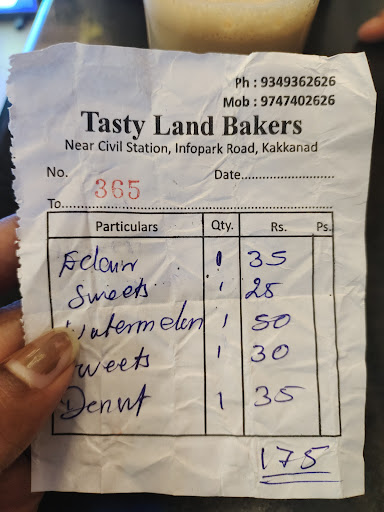 Ph : 9349362626
Mob : 9747402626
Tasty Land Bakers
Near Civil Station, Infopark Road, Kakkanad
No. 365 Date...........................
To.....................................................................
Particulars Qty. Rs. Ps.
1 35
Sweets 1 25
Watermelon 1 50
Sweets 1 30
Donut 1 35
175